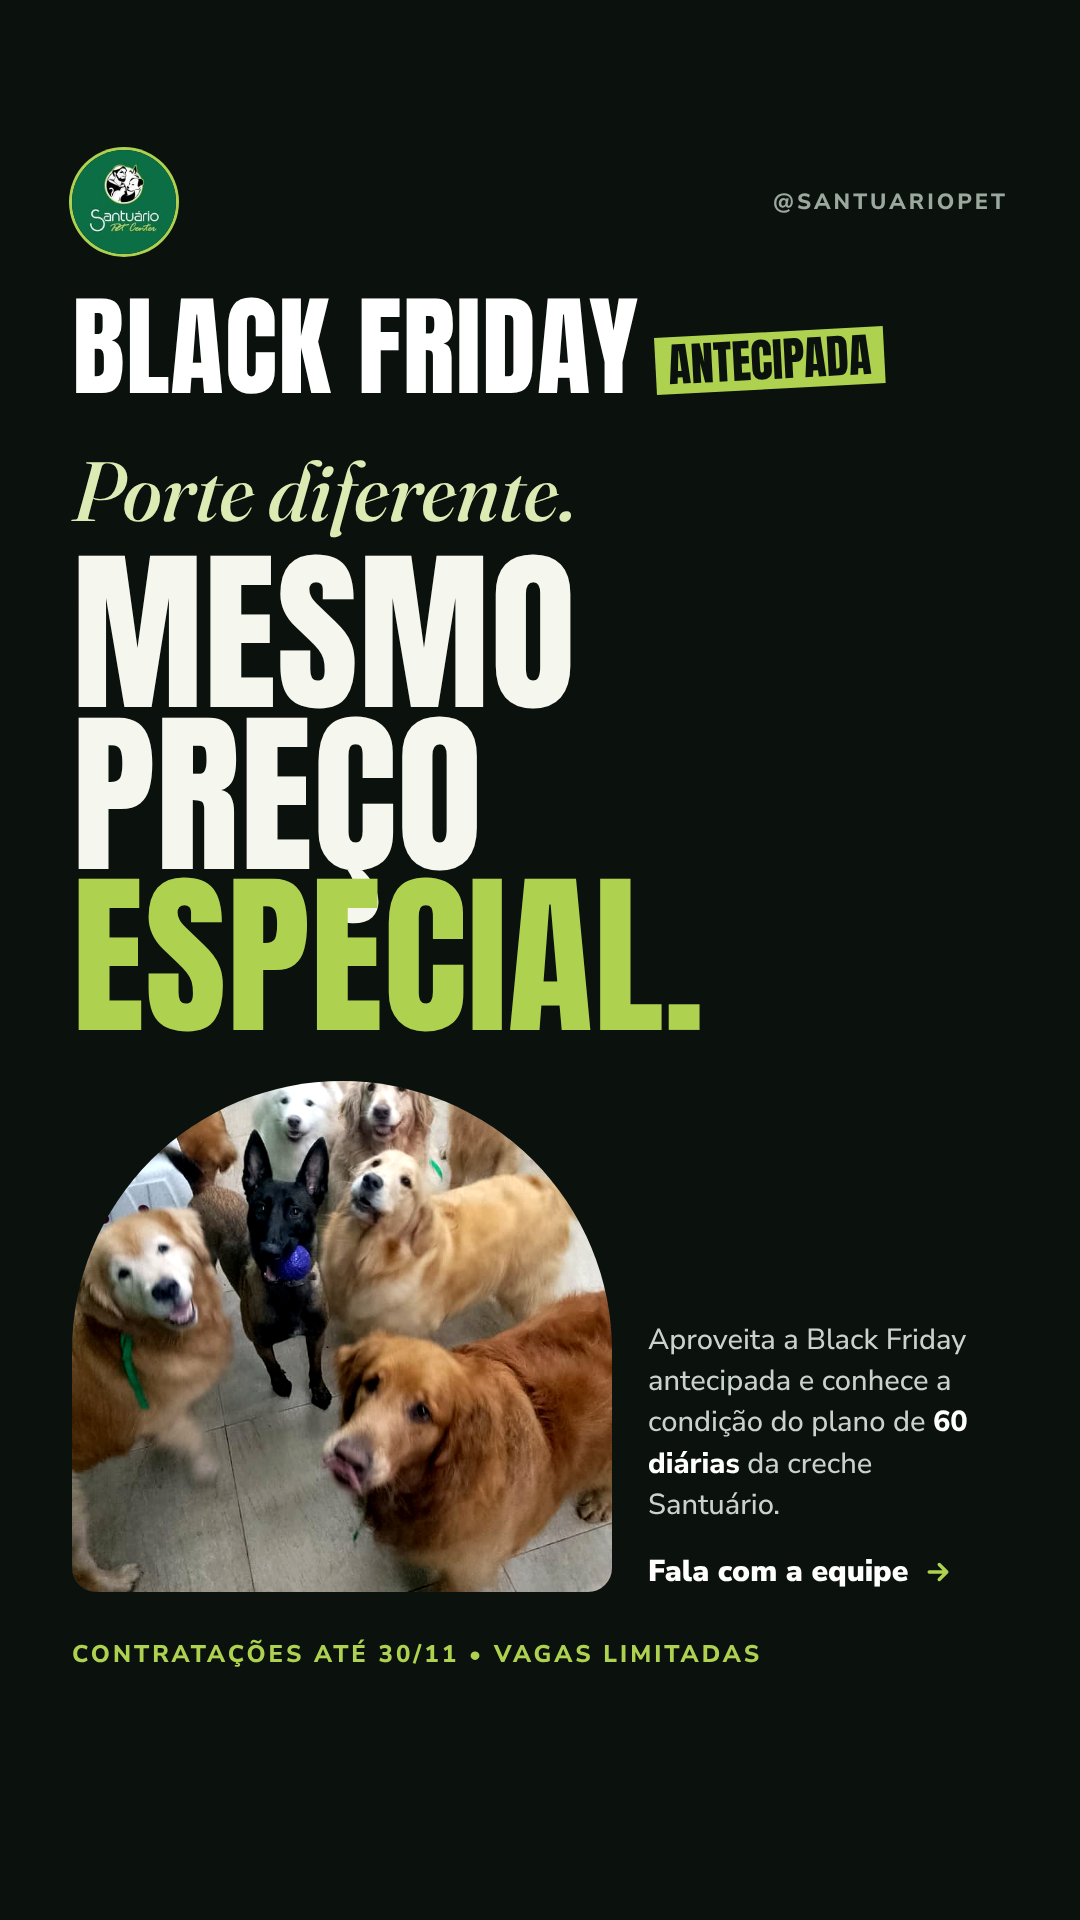 Santuário
Pet Center
@SANTUARIOPET
BLACK FRIDAY ANTECIPADA
Porte diferente.
MESMO
PREÇO
ESPECIAL.
Aproveita a Black Friday
antecipada e conhece a
condição do plano de 60
diárias da creche
Santuário.
Fala com a equipe →
CONTRATAÇÕES ATÉ 30/11 • VAGAS LIMITADAS